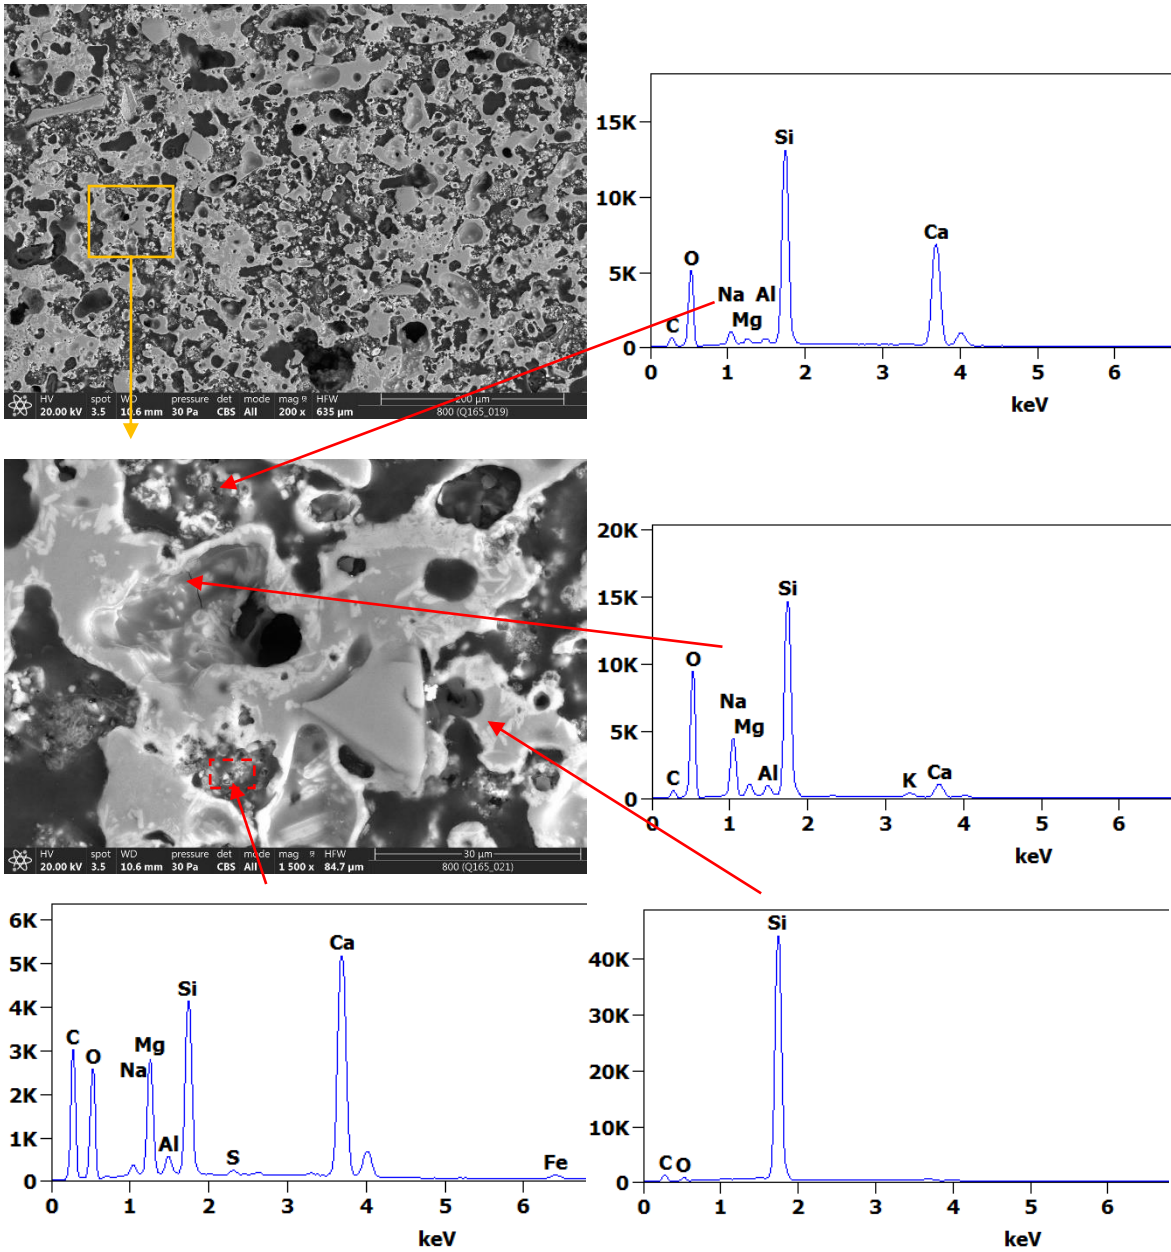 HV spot WD pressure det mode mag HFW 200 µm
20.00 kV 3.5 10.6 mm 30 Pa CBS All 200 x 635 µm 800 (Q165_019)
15K
10K
5K
0
C
O
Na
Mg
Al
Si
Ca
0 1 2 3 4 5 6
keV
HV spot WD pressure det mode mag HFW 30 µm
20.00 kV 3.5 10.6 mm 30 Pa CBS All 1 500 x 84.7 µm 800 (Q165_021)
20K
15K
10K
5K
0
C
O
Na
Mg
Al
Si
K
Ca
0 1 2 3 4 5 6
keV
6K
5K
4K
3K
2K
1K
0
C
O
Na
Mg
Al
Si
S
Ca
Fe
0 1 2 3 4 5 6
keV
40K
30K
20K
10K
0
C
O
Si
0 1 2 3 4 5 6
keV